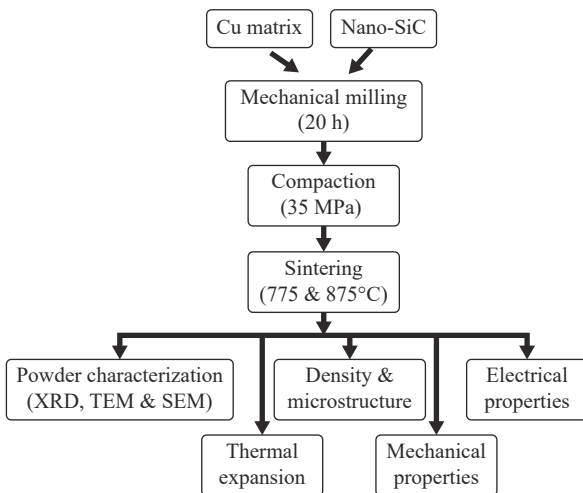 Cu matrix
Nano-SiC
Mechanical milling
(20 h)
Compaction
(35 MPa)
Sintering
(775 & 875°C)
Powder characterization
(XRD, TEM & SEM)
Density &
microstructure
Electrical
properties
Thermal
expansion
Mechanical
properties